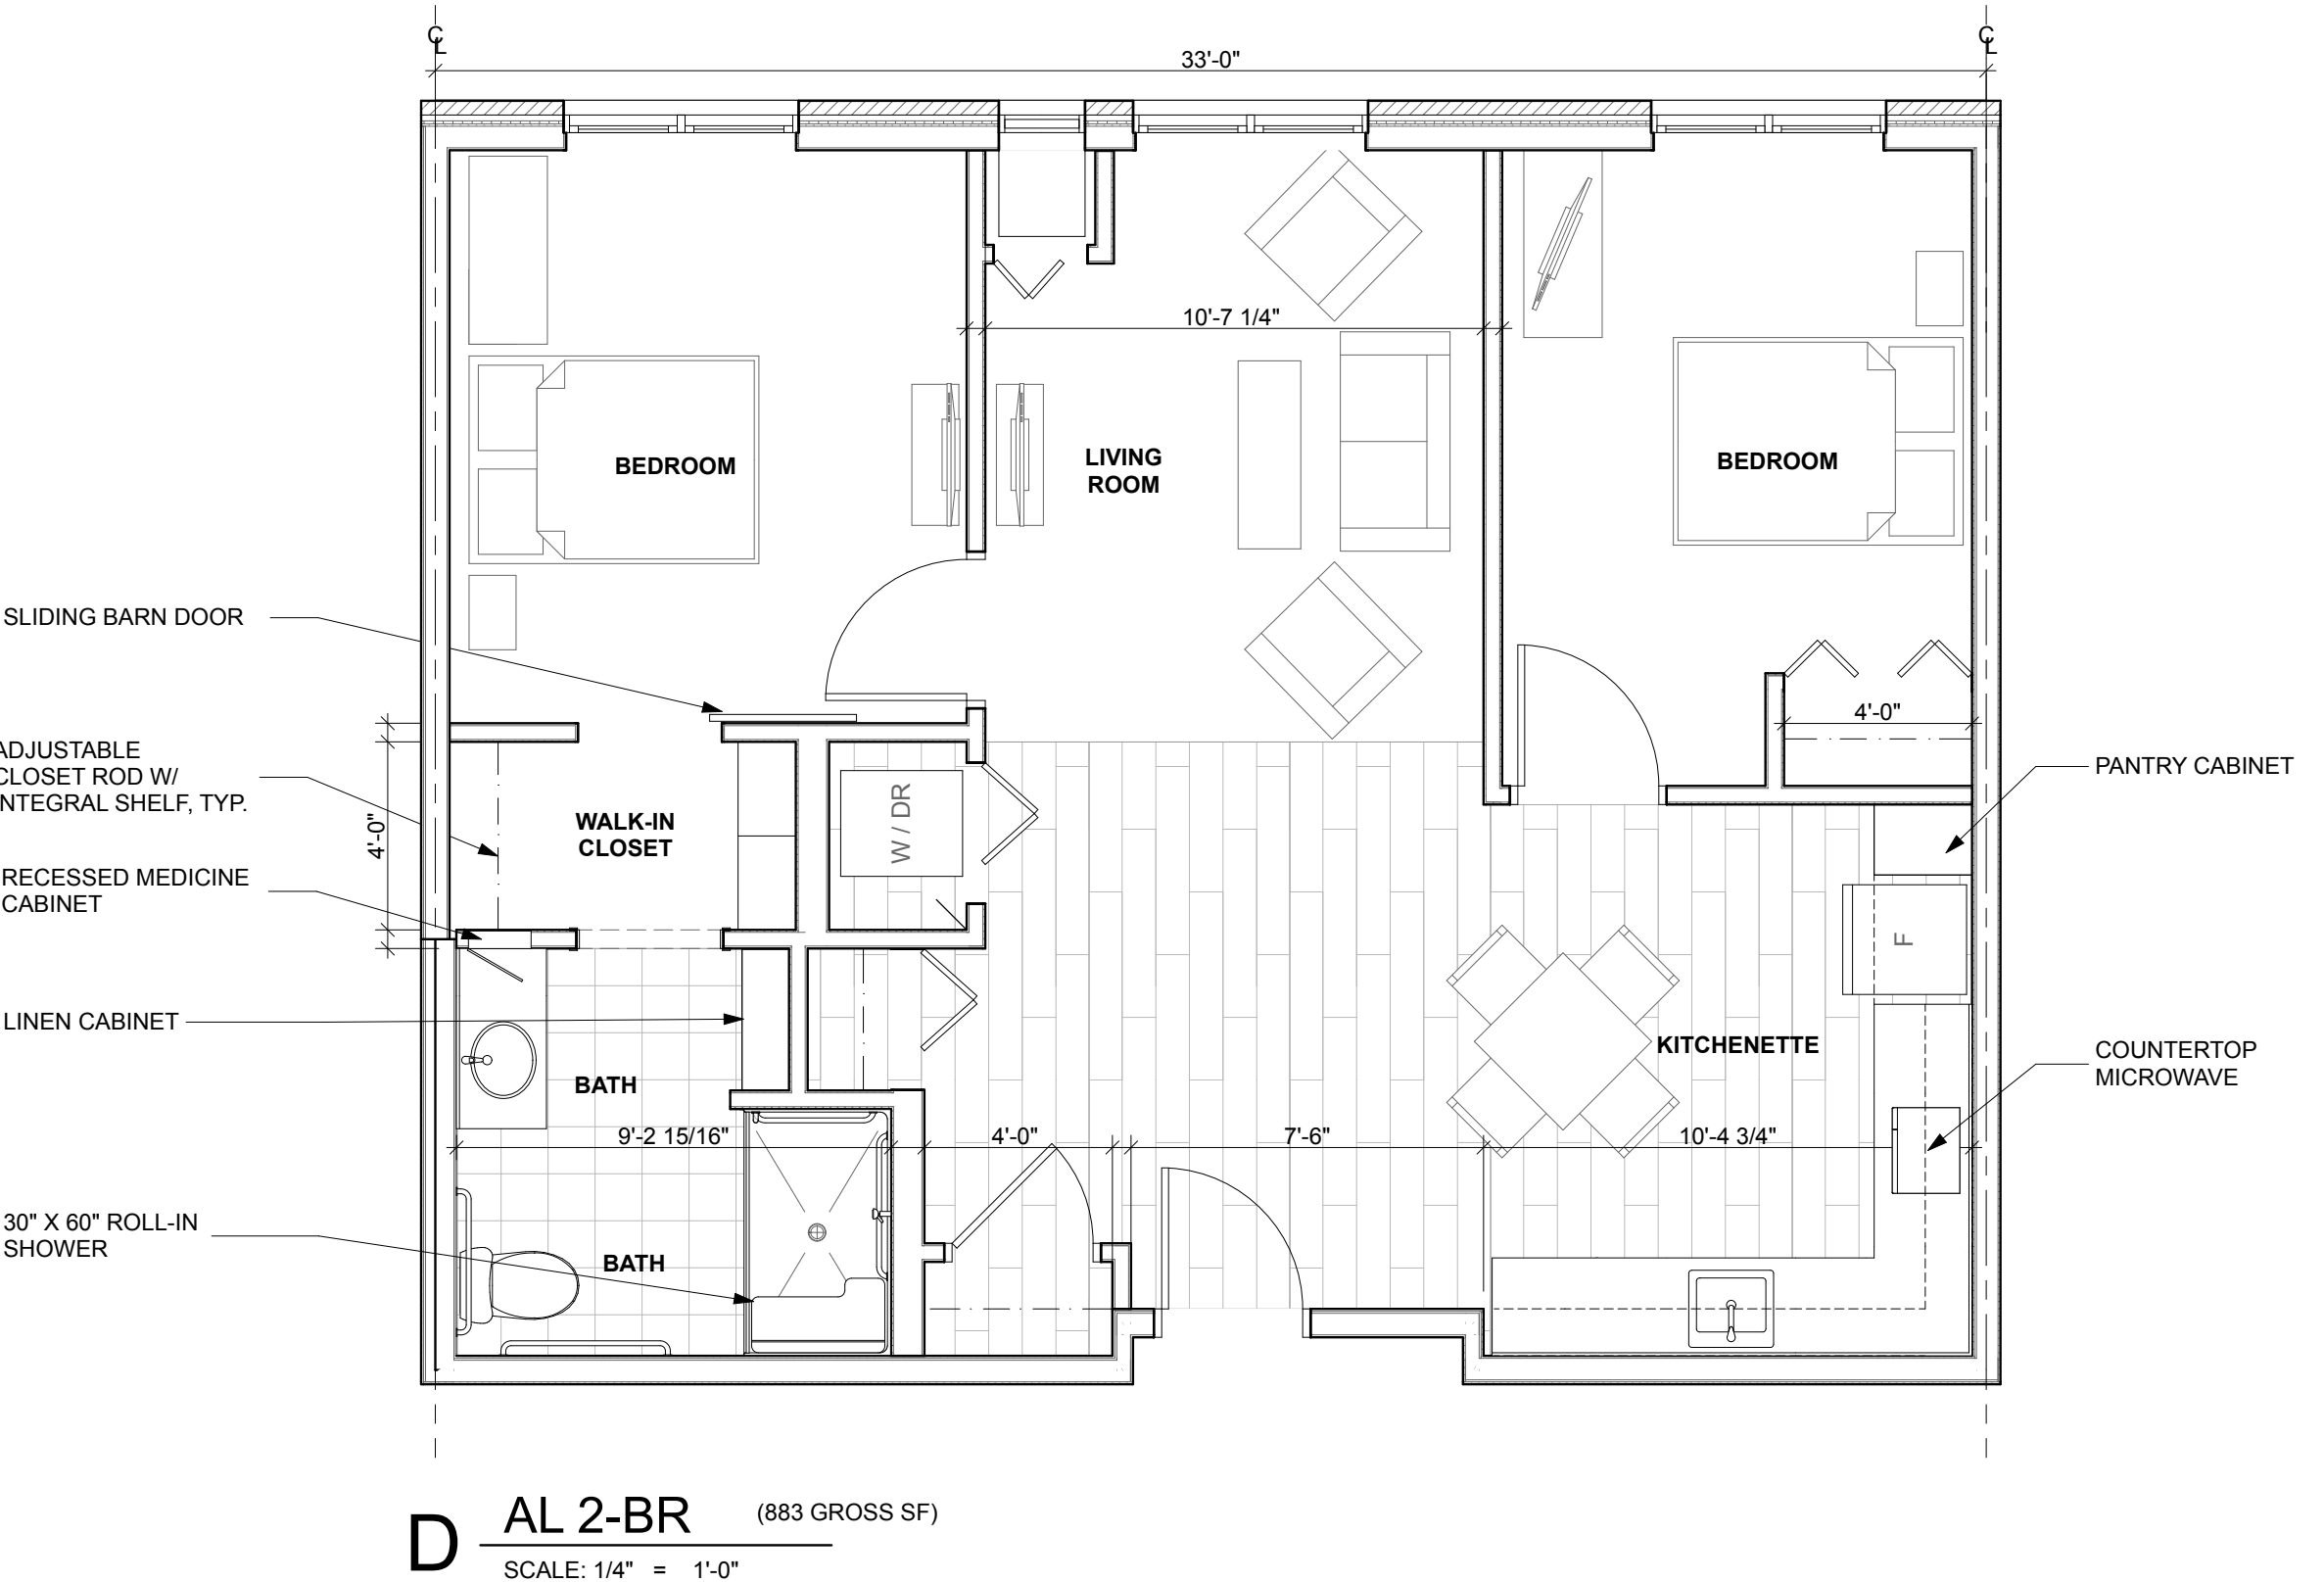 CL
CL
33'-0"
10'-7 1/4"
BEDROOM
LIVING
ROOM
BEDROOM
SLIDING BARN DOOR
4'-0"
ADJUSTABLE
CLOSET ROD W/
INTEGRAL SHELF, TYP.
PANTRY CABINET
W / DR
WALK-IN
CLOSET
4'-0"
RECESSED MEDICINE
CABINET
F
LINEN CABINET
KITCHENETTE
COUNTERTOP
MICROWAVE
BATH
9'-2 15/16"
4'-0"
7'-6"
10'-4 3/4"
30" X 60" ROLL-IN
SHOWER
BATH
D
AL 2-BR (883 GROSS SF)
SCALE: 1/4" = 1'-0"